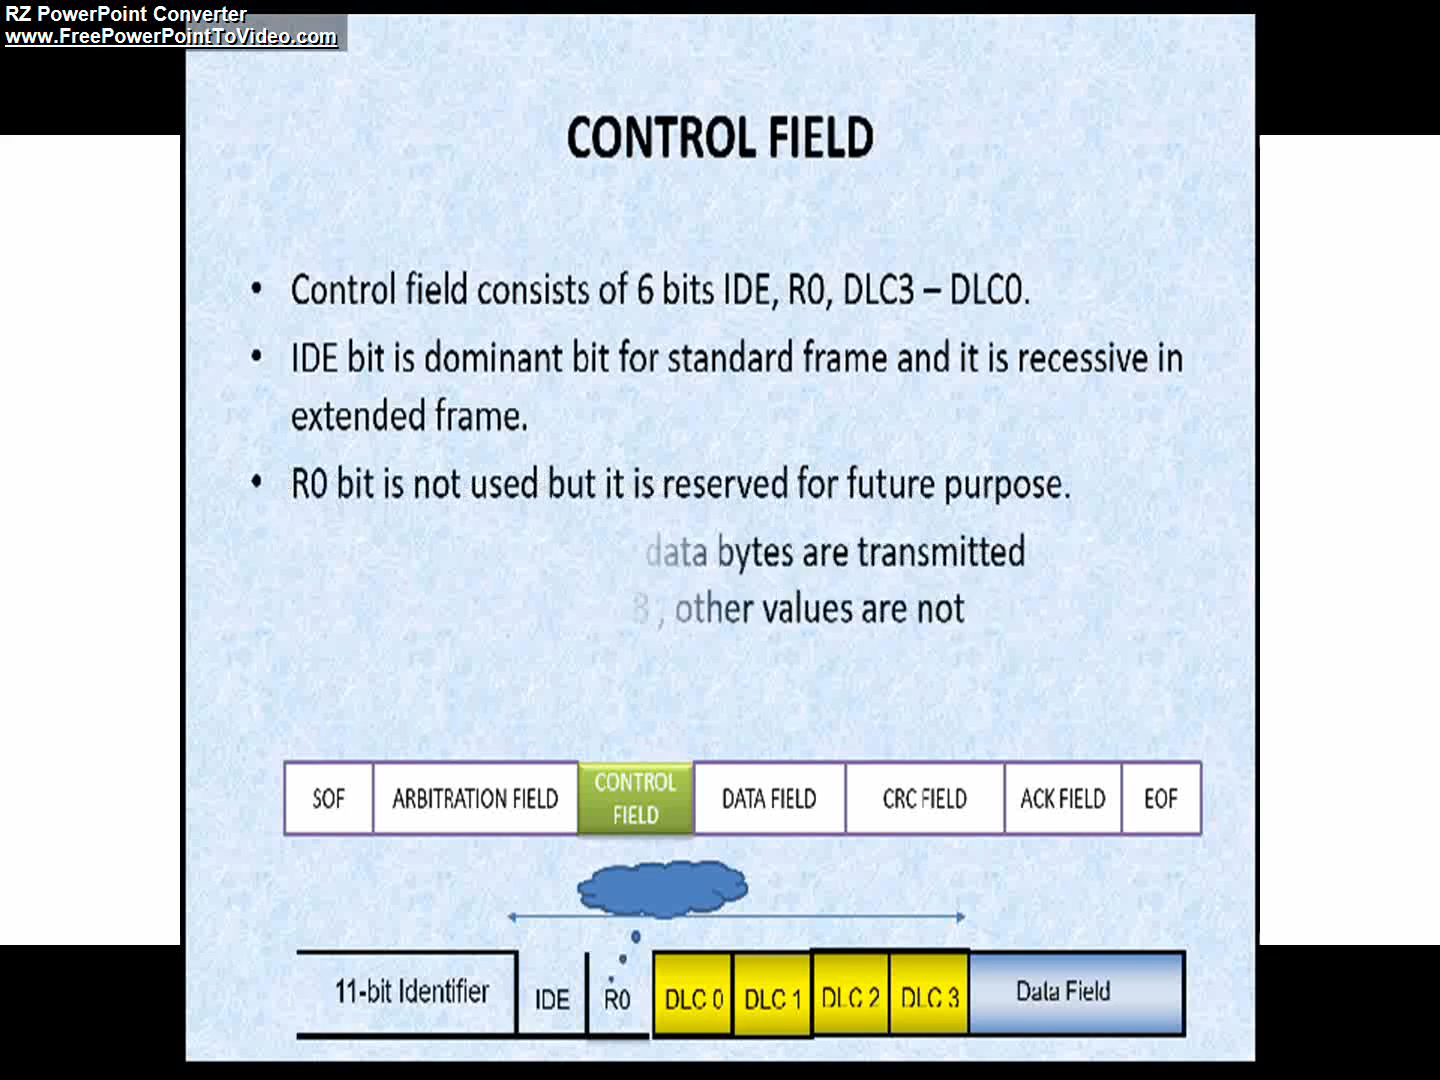 RZ PowerPoint Converter
www.FreePowerPointToVideo.com
CONTROL FIELD
• Control field consists of 6 bits IDE, R0, DLC3 – DLC0.
• IDE bit is dominant bit for standard frame and it is recessive in
extended frame.
• R0 bit is not used but it is reserved for future purpose.
data bytes are transmitted
8 , other values are not
SOF ARBITRATION FIELD CONTROL FIELD DATA FIELD CRC FIELD ACK FIELD EOF
11-bit Identifier IDE R0 DLC 0 DLC 1 DLC 2 DLC 3 Data Field